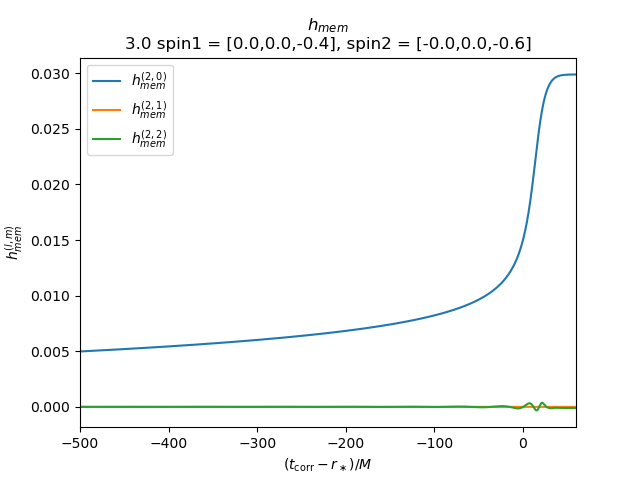 h_mem
3.0 spin1 = [0.0,0.0,-0.4], spin2 = [-0.0,0.0,-0.6]
h_mem^(2,0)
h_mem^(2,1)
h_mem^(2,2)
h_mem^(l,m)
0.030
0.025
0.020
0.015
0.010
0.005
0.000
−500 −400 −300 −200 −100 0
(t_corr − r_*)/M